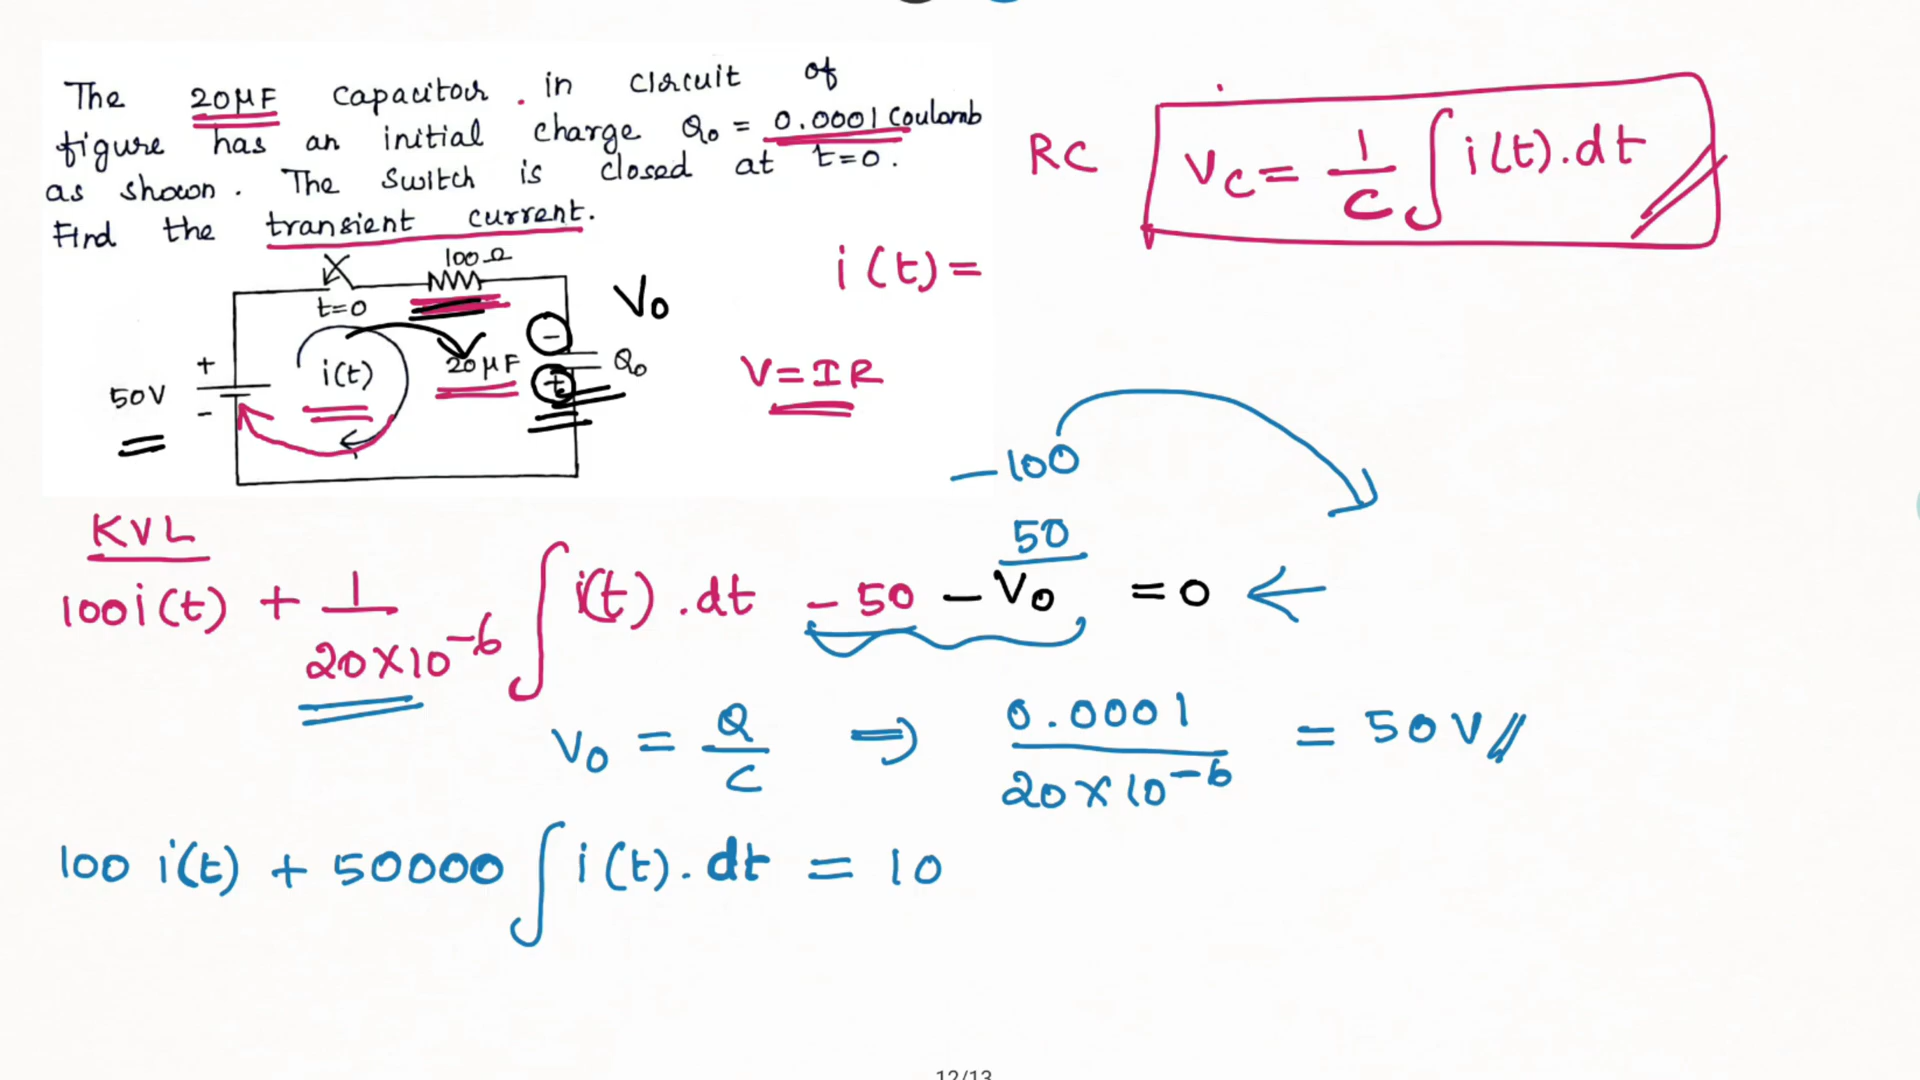 The 20μF capacitor in circuit of
figure has an initial charge Q₀ = 0.0001 Coulomb
as shown. The switch is closed at t=0.
Find the transient current.
RC V_C = 1/C ∫ i(t).dt
i(t)=
100Ω
t=0
V₀
+
50V
-
i(t)
20μF
-
+
Q₀
V=IR
-100
50
KVL
100i(t) + 1/20×10⁻⁶ ∫ i(t).dt - 50 - V₀ = 0
V₀ = Q/C ⇒ 0.0001/20×10⁻⁶ = 50V//
100 i(t) + 50000 ∫ i(t).dt = 10